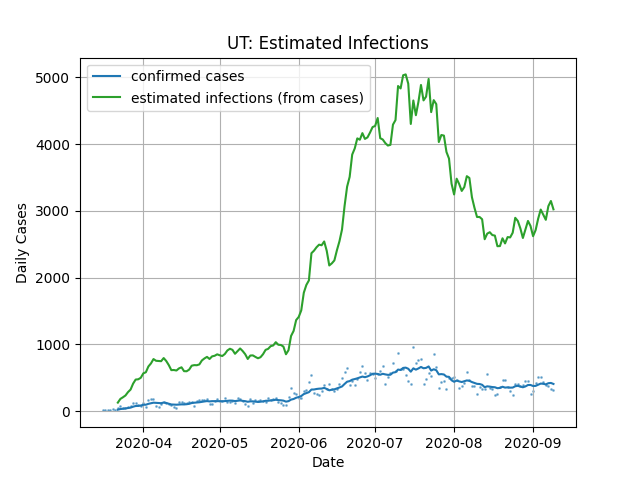 UT: Estimated Infections
confirmed cases
estimated infections (from cases)
Daily Cases
5000
4000
3000
2000
1000
0
2020-04 2020-05 2020-06 2020-07 2020-08 2020-09
Date